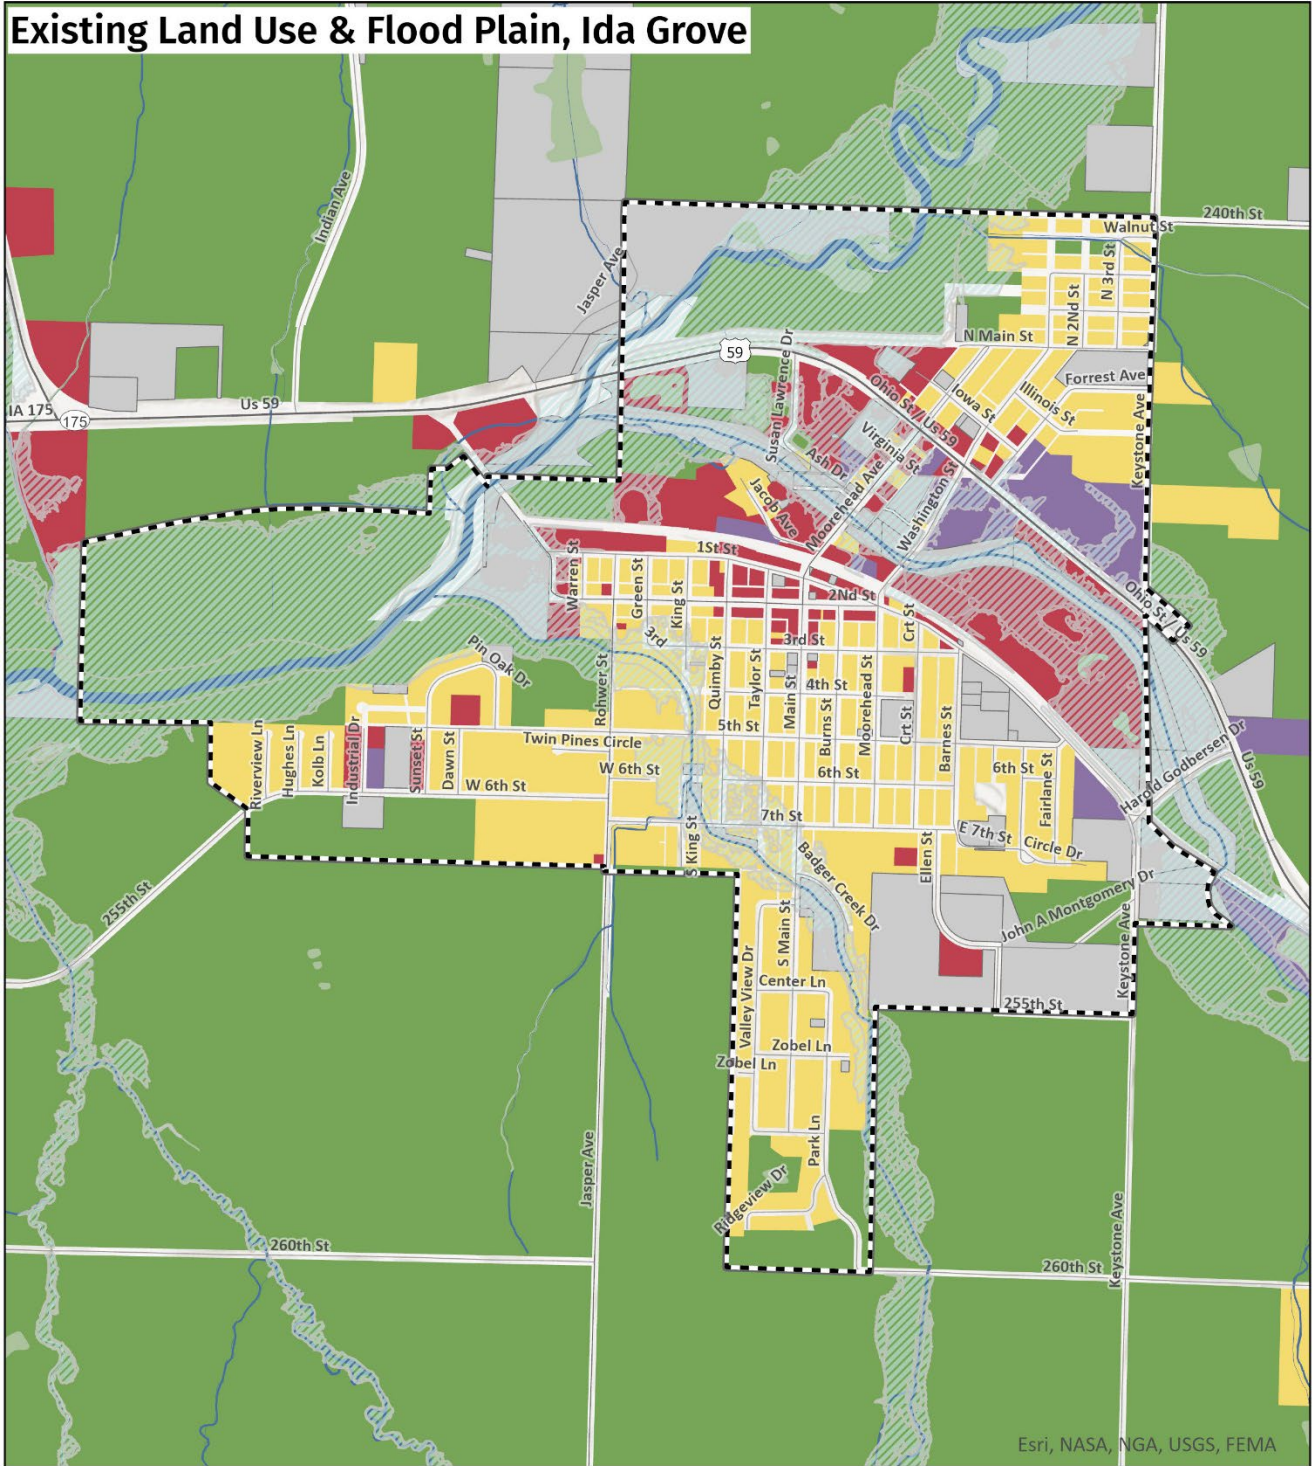 Existing Land Use & Flood Plain, Ida Grove
240th St
Walnut St
Indian Ave
Jasper Ave
N 3rd St
N 2Nd St
N Main St
59
Susan Lawrence Dr
Forrest Ave
Ohio St / Us 59
Iowa St
Illinois St
IA 175
175
Us 59
Virginia St
Ash Dr
Keystone Ave
Jacob Ave
Moorehead Ave
Washington St
1St St
Warren St
Green St
King St
2Nd St
Crt St
Ohio St / Us 59
3rd
3rd St
Pin Oak Dr
Rohwer St
Quimby St
Taylor St
Main St
4th St
Burns St
Moorehead St
Crt St
Barnes St
5th St
Twin Pines Circle
Riverview Ln
Hughes Ln
Kolb Ln
Industrial Dr
Sunset St
Dawn St
W 6th St
W 6th St
6th St
6th St
Fairlane St
Harold Godbersen Dr
Us 59
7th St
E 7th St
Circle Dr
S King St
Badger Creek Dr
Ellen St
255th St
John A Montgomery Dr
S Main St
Valley View Dr
Center Ln
Keystone Ave
255th St
Zobel Ln
Zobel Ln
Park Ln
Jasper Ave
Ridgeview Dr
Keystone Ave
260th St
260th St
Esri, NASA, NGA, USGS, FEMA